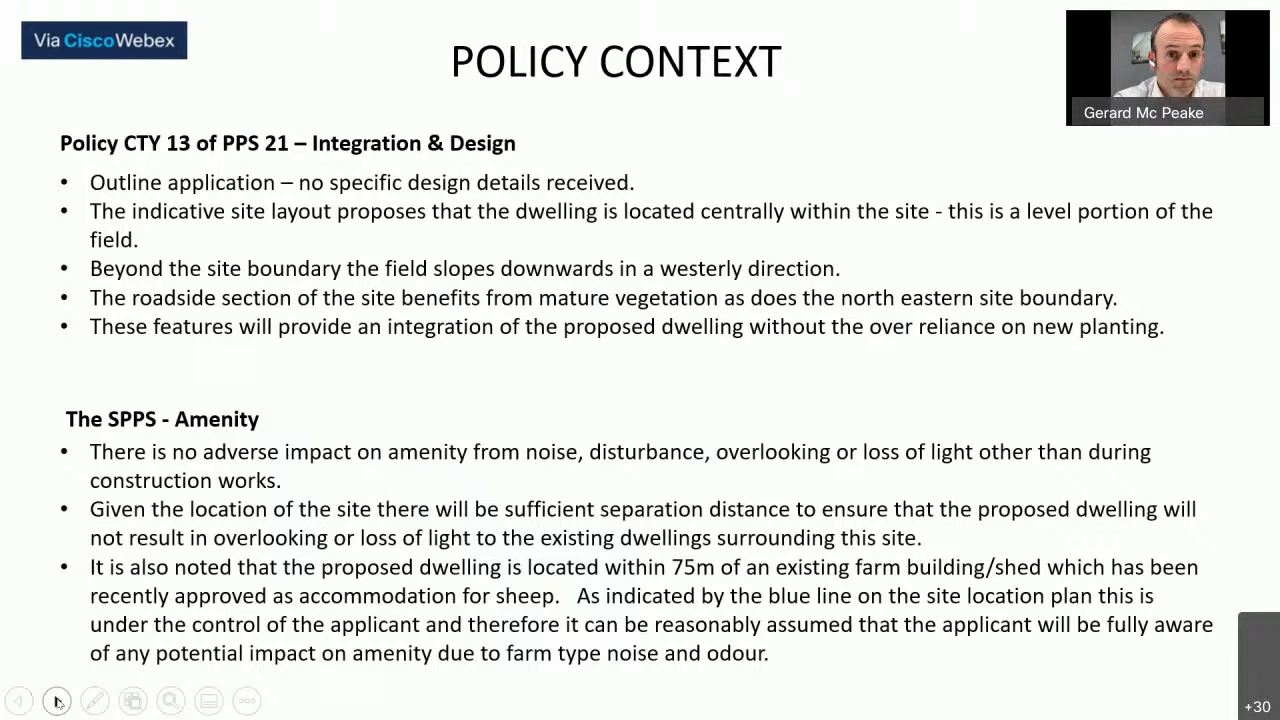 Via CiscoWebex
POLICY CONTEXT
Gerard Mc Peake
Policy CTY 13 of PPS 21 – Integration & Design
• Outline application – no specific design details received.
• The indicative site layout proposes that the dwelling is located centrally within the site - this is a level portion of the
field.
• Beyond the site boundary the field slopes downwards in a westerly direction.
• The roadside section of the site benefits from mature vegetation as does the north eastern site boundary.
• These features will provide an integration of the proposed dwelling without the over reliance on new planting.
The SPPS - Amenity
• There is no adverse impact on amenity from noise, disturbance, overlooking or loss of light other than during
construction works.
• Given the location of the site there will be sufficient separation distance to ensure that the proposed dwelling will
not result in overlooking or loss of light to the existing dwellings surrounding this site.
• It is also noted that the proposed dwelling is located within 75m of an existing farm building/shed which has been
recently approved as accommodation for sheep. As indicated by the blue line on the site location plan this is
under the control of the applicant and therefore it can be reasonably assumed that the applicant will be fully aware
of any potential impact on amenity due to farm type noise and odour.
+30